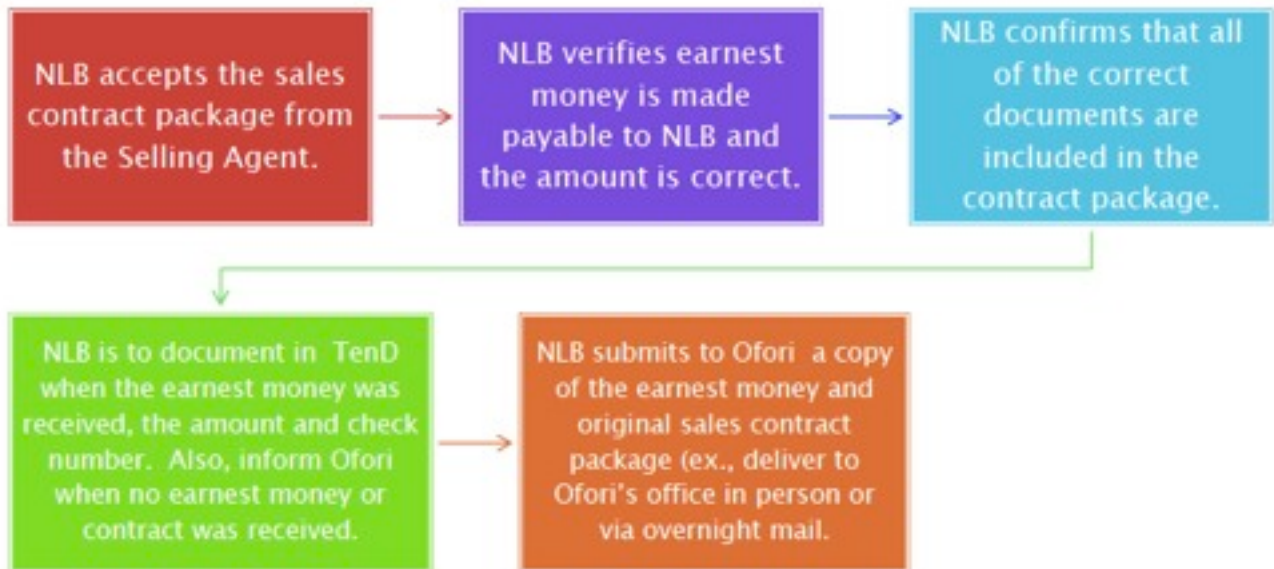 NLB accepts the sales
contract package from
the Selling Agent.
NLB verifies earnest
money is made
payable to NLB and
the amount is correct.
NLB confirms that all
of the correct
documents are
included in the
contract package.
NLB is to document in TenD
when the earnest money was
received, the amount and check
number. Also, inform Ofori
when no earnest money or
contract was received.
NLB submits to Ofori a copy
of the earnest money and
original sales contract
package (ex., deliver to
Ofori's office in person or
via overnight mail.